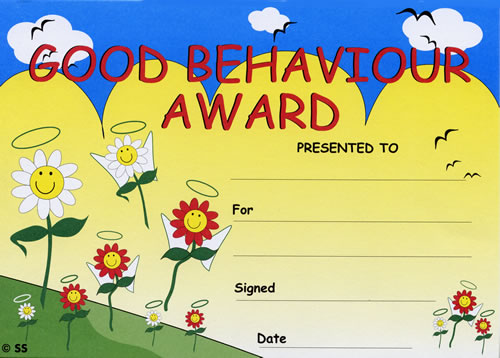 GOOD BEHAVIOUR
AWARD
PRESENTED TO
For
Signed
Date
© SS